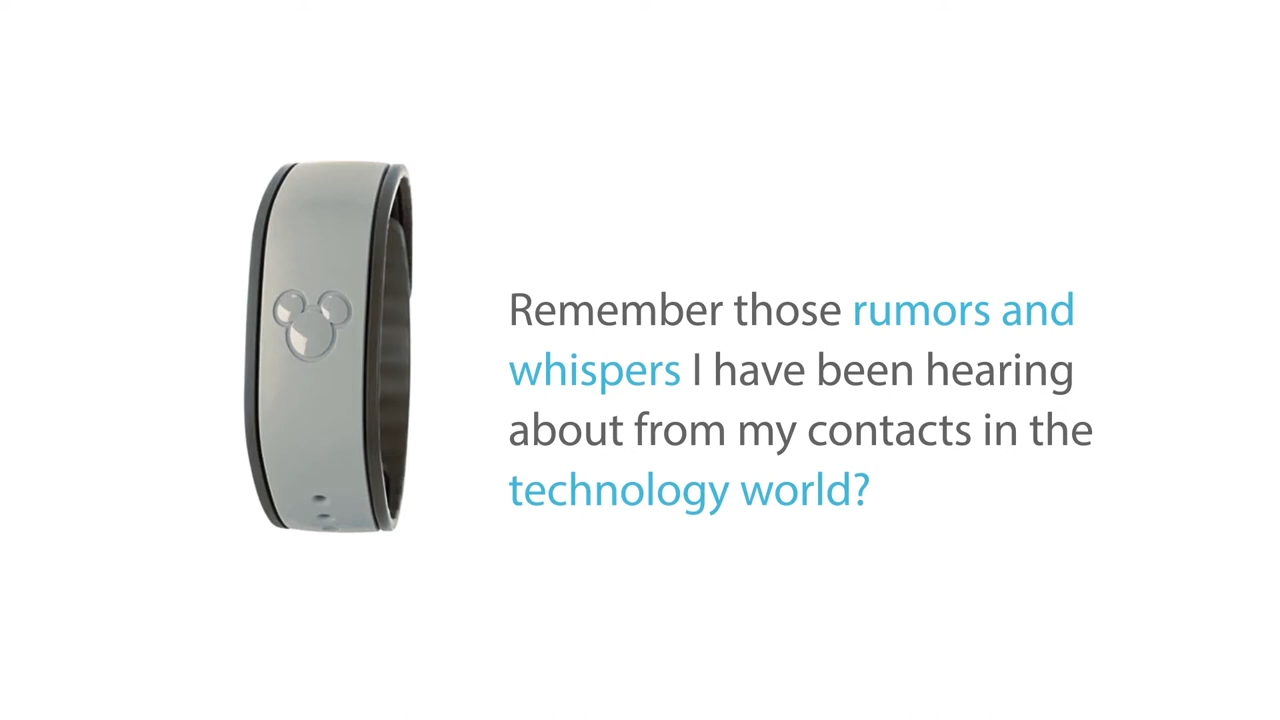 Remember those rumors and
whispers I have been hearing
about from my contacts in the
technology world?